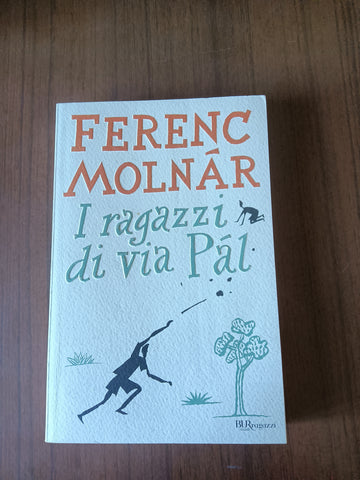 FERENC
MOLNÁR
I ragazzi
di via Pál
BUR ragazzi